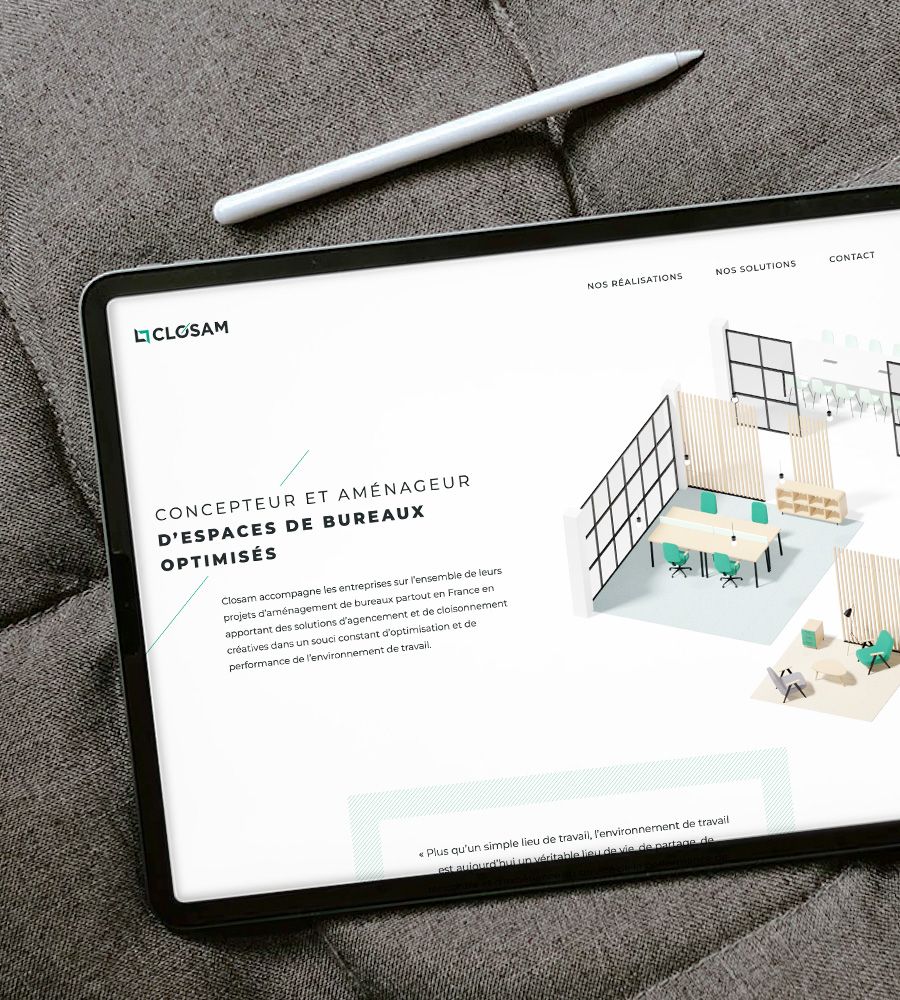 NOS RÉALISATIONS NOS SOLUTIONS CONTACT
CLOSAM
CONCEPTEUR ET AMÉNAGEUR
D'ESPACES DE BUREAUX
OPTIMISÉS
Closam accompagne les entreprises sur l'ensemble de leurs
projets d'aménagement de bureaux partout en France en
apportant des solutions d'agencement et de cloisonnement
créatives dans un souci constant d'optimisation et de
performance de l'environnement de travail.
« Plus qu'un simple lieu de travail, l'environnement de travail
est aujourd'hui un véritable lieu de vie, de partage, de